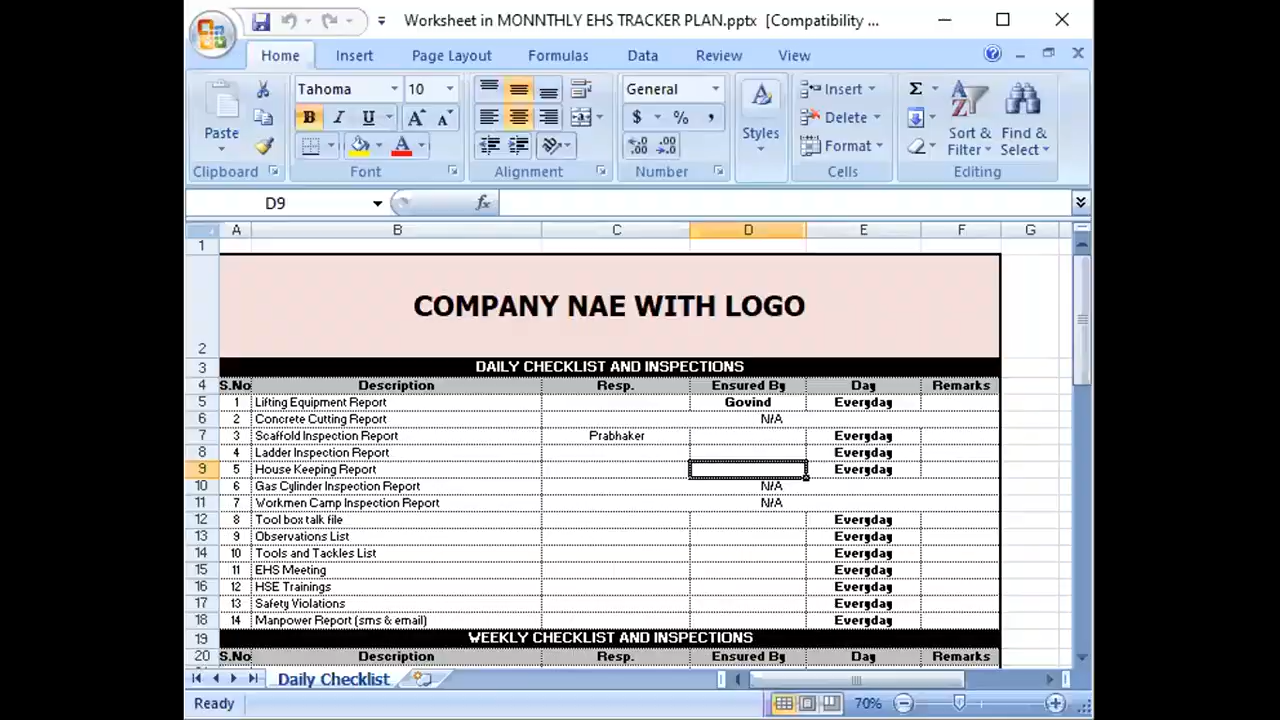 Worksheet in MONNTHLY EHS TRACKER PLAN.pptx [Compatibility ...
Home Insert Page Layout Formulas Data Review View
Tahoma 10 General Insert Σ
Paste B I U A A $ % , Styles Delete Sort & Filter Find & Select
A Format
Clipboard Font Alignment Number Cells Editing
D9 fx
A B C D E F G
1
2 COMPANY NAE WITH LOGO
3 DAILY CHECKLIST AND INSPECTIONS
4 S.No Description Resp. Ensured By Day Remarks
5 1 Lifting Equipment Report Govind Everyday
6 2 Concrete Cutting Report N/A
7 3 Scaffold Inspection Report Prabhaker Everyday
8 4 Ladder Inspection Report Everyday
9 5 House Keeping Report Everyday
10 6 Gas Cylinder Inspection Report N/A
11 7 Workmen Camp Inspection Report N/A
12 8 Tool box talk file Everyday
13 9 Observations List Everyday
14 10 Tools and Tackles List Everyday
15 11 EHS Meeting Everyday
16 12 HSE Trainings Everyday
17 13 Safety Violations Everyday
18 14 Manpower Report (sms & email) Everyday
19 WEEKLY CHECKLIST AND INSPECTIONS
20 S.No Description Resp. Ensured By Day Remarks
Daily Checklist
Ready 70%